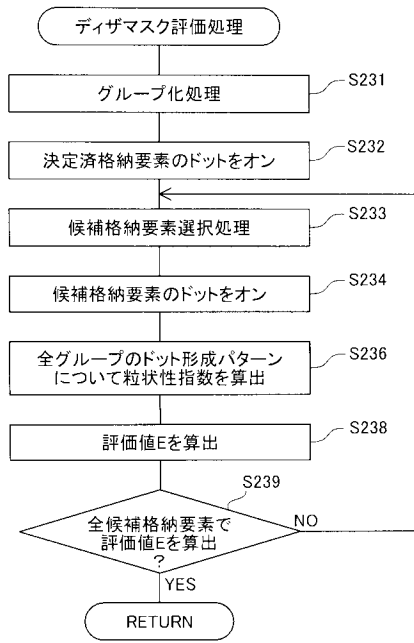 ディザマスク評価処理
S231
グループ化処理
S232
決定済格納要素のドットをオン
S233
候補格納要素選択処理
S234
候補格納要素のドットをオン
S236
全グループのドット形成パターン
について粒状性指数を算出
S238
評価値Eを算出
S239
全候補格納要素で
評価値Eを算出
?
NO
YES
RETURN